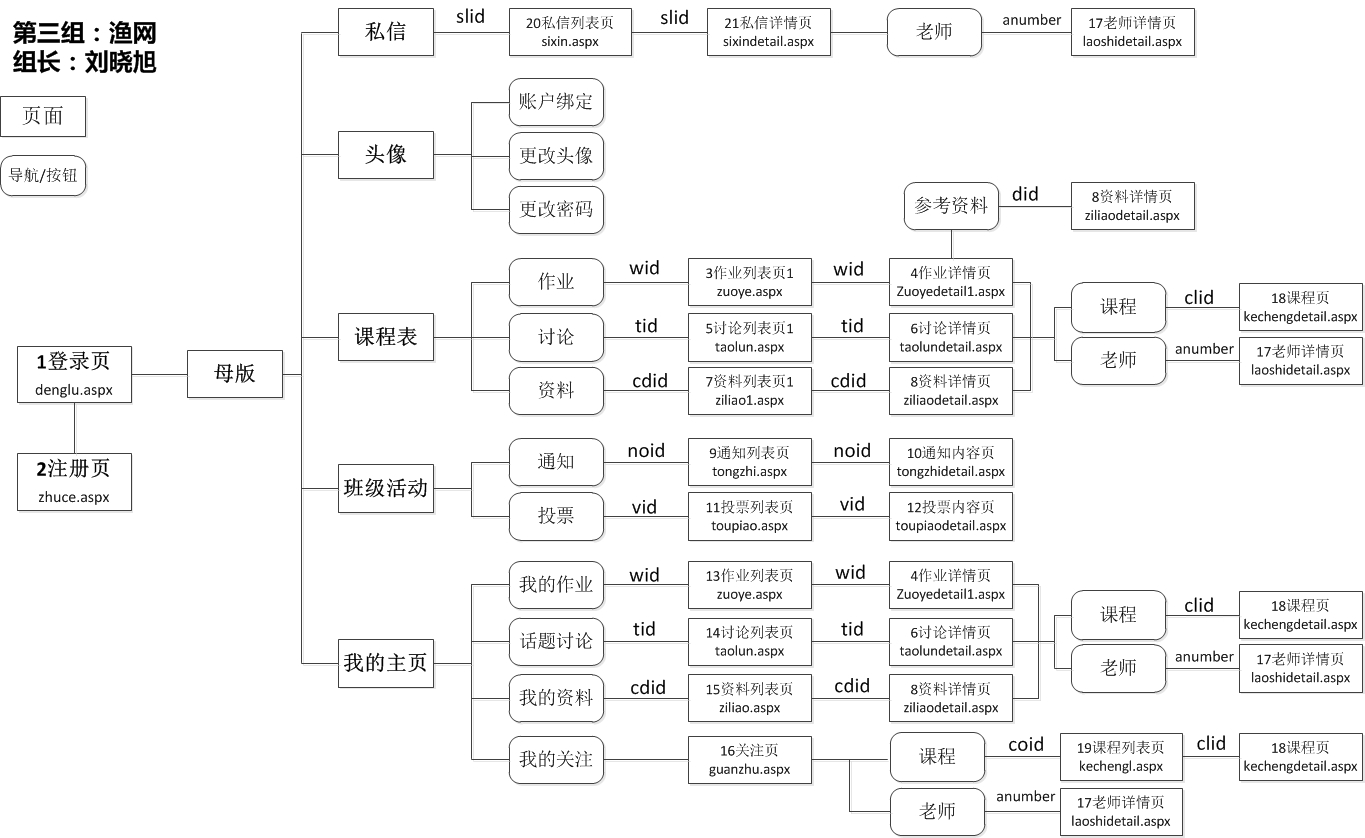 第三组：渔网
组长：刘晓旭
页面
导航/按钮
1登录页
denglu.aspx
2注册页
zhuce.aspx
母版
私信
slid
20私信列表页
sixin.aspx
slid
21私信详情页
sixindetail.aspx
老师
anumber
17老师详情页
laoshidetail.aspx
头像
账户绑定
更改头像
更改密码
课程表
参考资料
did
8资料详情页
ziliaodetail.aspx
作业
wid
3作业列表页1
zuoye.aspx
wid
4作业详情页
Zuoyedetail1.aspx
讨论
tid
5讨论列表页1
taolun.aspx
tid
6讨论详情页
taolundetail.aspx
资料
cdid
7资料列表页1
ziliao1.aspx
cdid
8资料详情页
ziliaodetail.aspx
课程
clid
18课程页
kechengdetail.aspx
老师
anumber
17老师详情页
laoshidetail.aspx
班级活动
通知
noid
9通知列表页
tongzhi.aspx
noid
10通知内容页
tongzhidetail.aspx
投票
vid
11投票列表页
toupiao.aspx
vid
12投票内容页
toupiaodetail.aspx
我的主页
我的作业
wid
13作业列表页
zuoye.aspx
wid
4作业详情页
Zuoyedetail1.aspx
话题讨论
tid
14讨论列表页
taolun.aspx
tid
6讨论详情页
taolundetail.aspx
我的资料
cdid
15资料列表页
ziliao.aspx
cdid
8资料详情页
ziliaodetail.aspx
课程
clid
18课程页
kechengdetail.aspx
老师
anumber
17老师详情页
laoshidetail.aspx
我的关注
16关注页
guanzhu.aspx
课程
coid
19课程列表页
kechengl.aspx
clid
18课程页
kechengdetail.aspx
老师
anumber
17老师详情页
laoshidetail.aspx